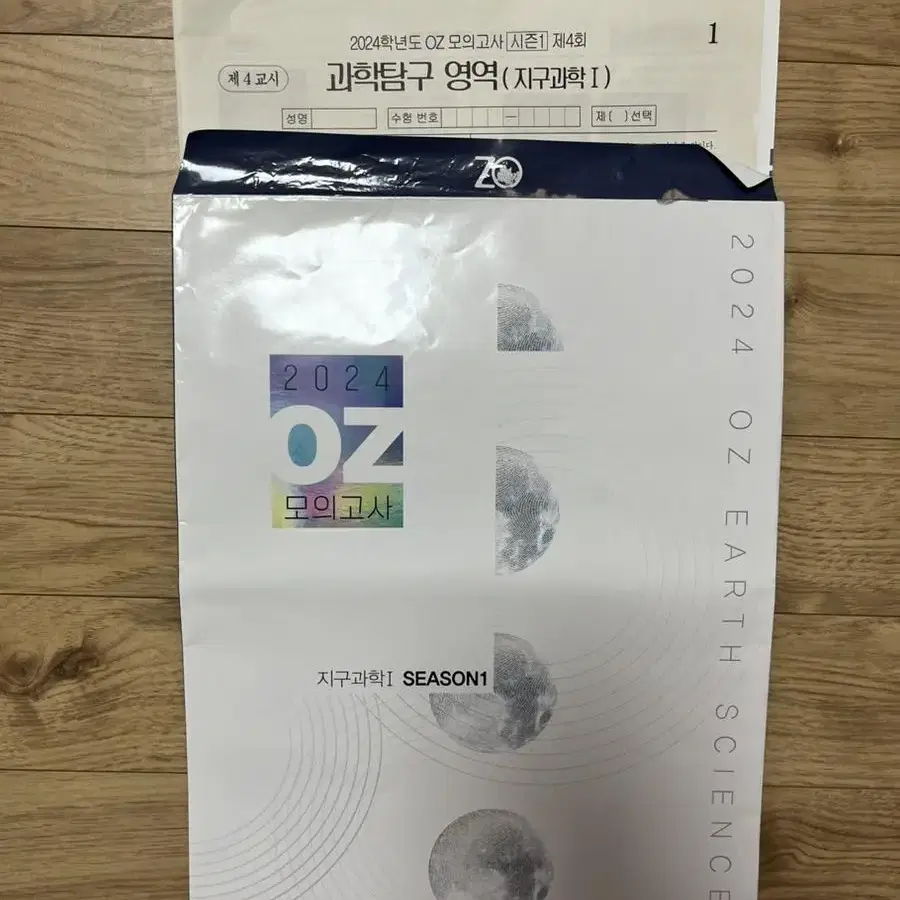 2024학년도 OZ 모의고사 시즌1 제4회
1
제 4 교시
과학탐구 영역(지구과학 I)
성명
수험 번호
—
제 ( ) 선택
2024
OZ
모의고사
지구과학I SEASON1
2024 OZ EARTH SCIENCE